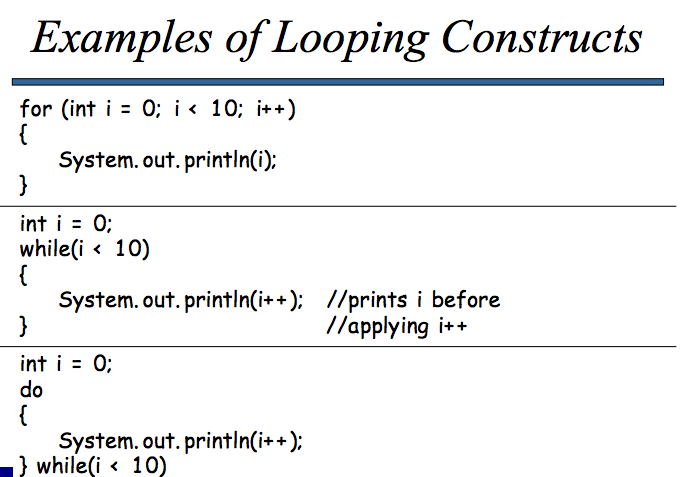 Examples of Looping Constructs
for (int i = 0; i < 10; i++)
{
System.out.println(i);
}
int i = 0;
while(i < 10)
{
System.out.println(i++); //prints i before
} //applying i++
int i = 0;
do
{
System.out.println(i++);
} while(i < 10)